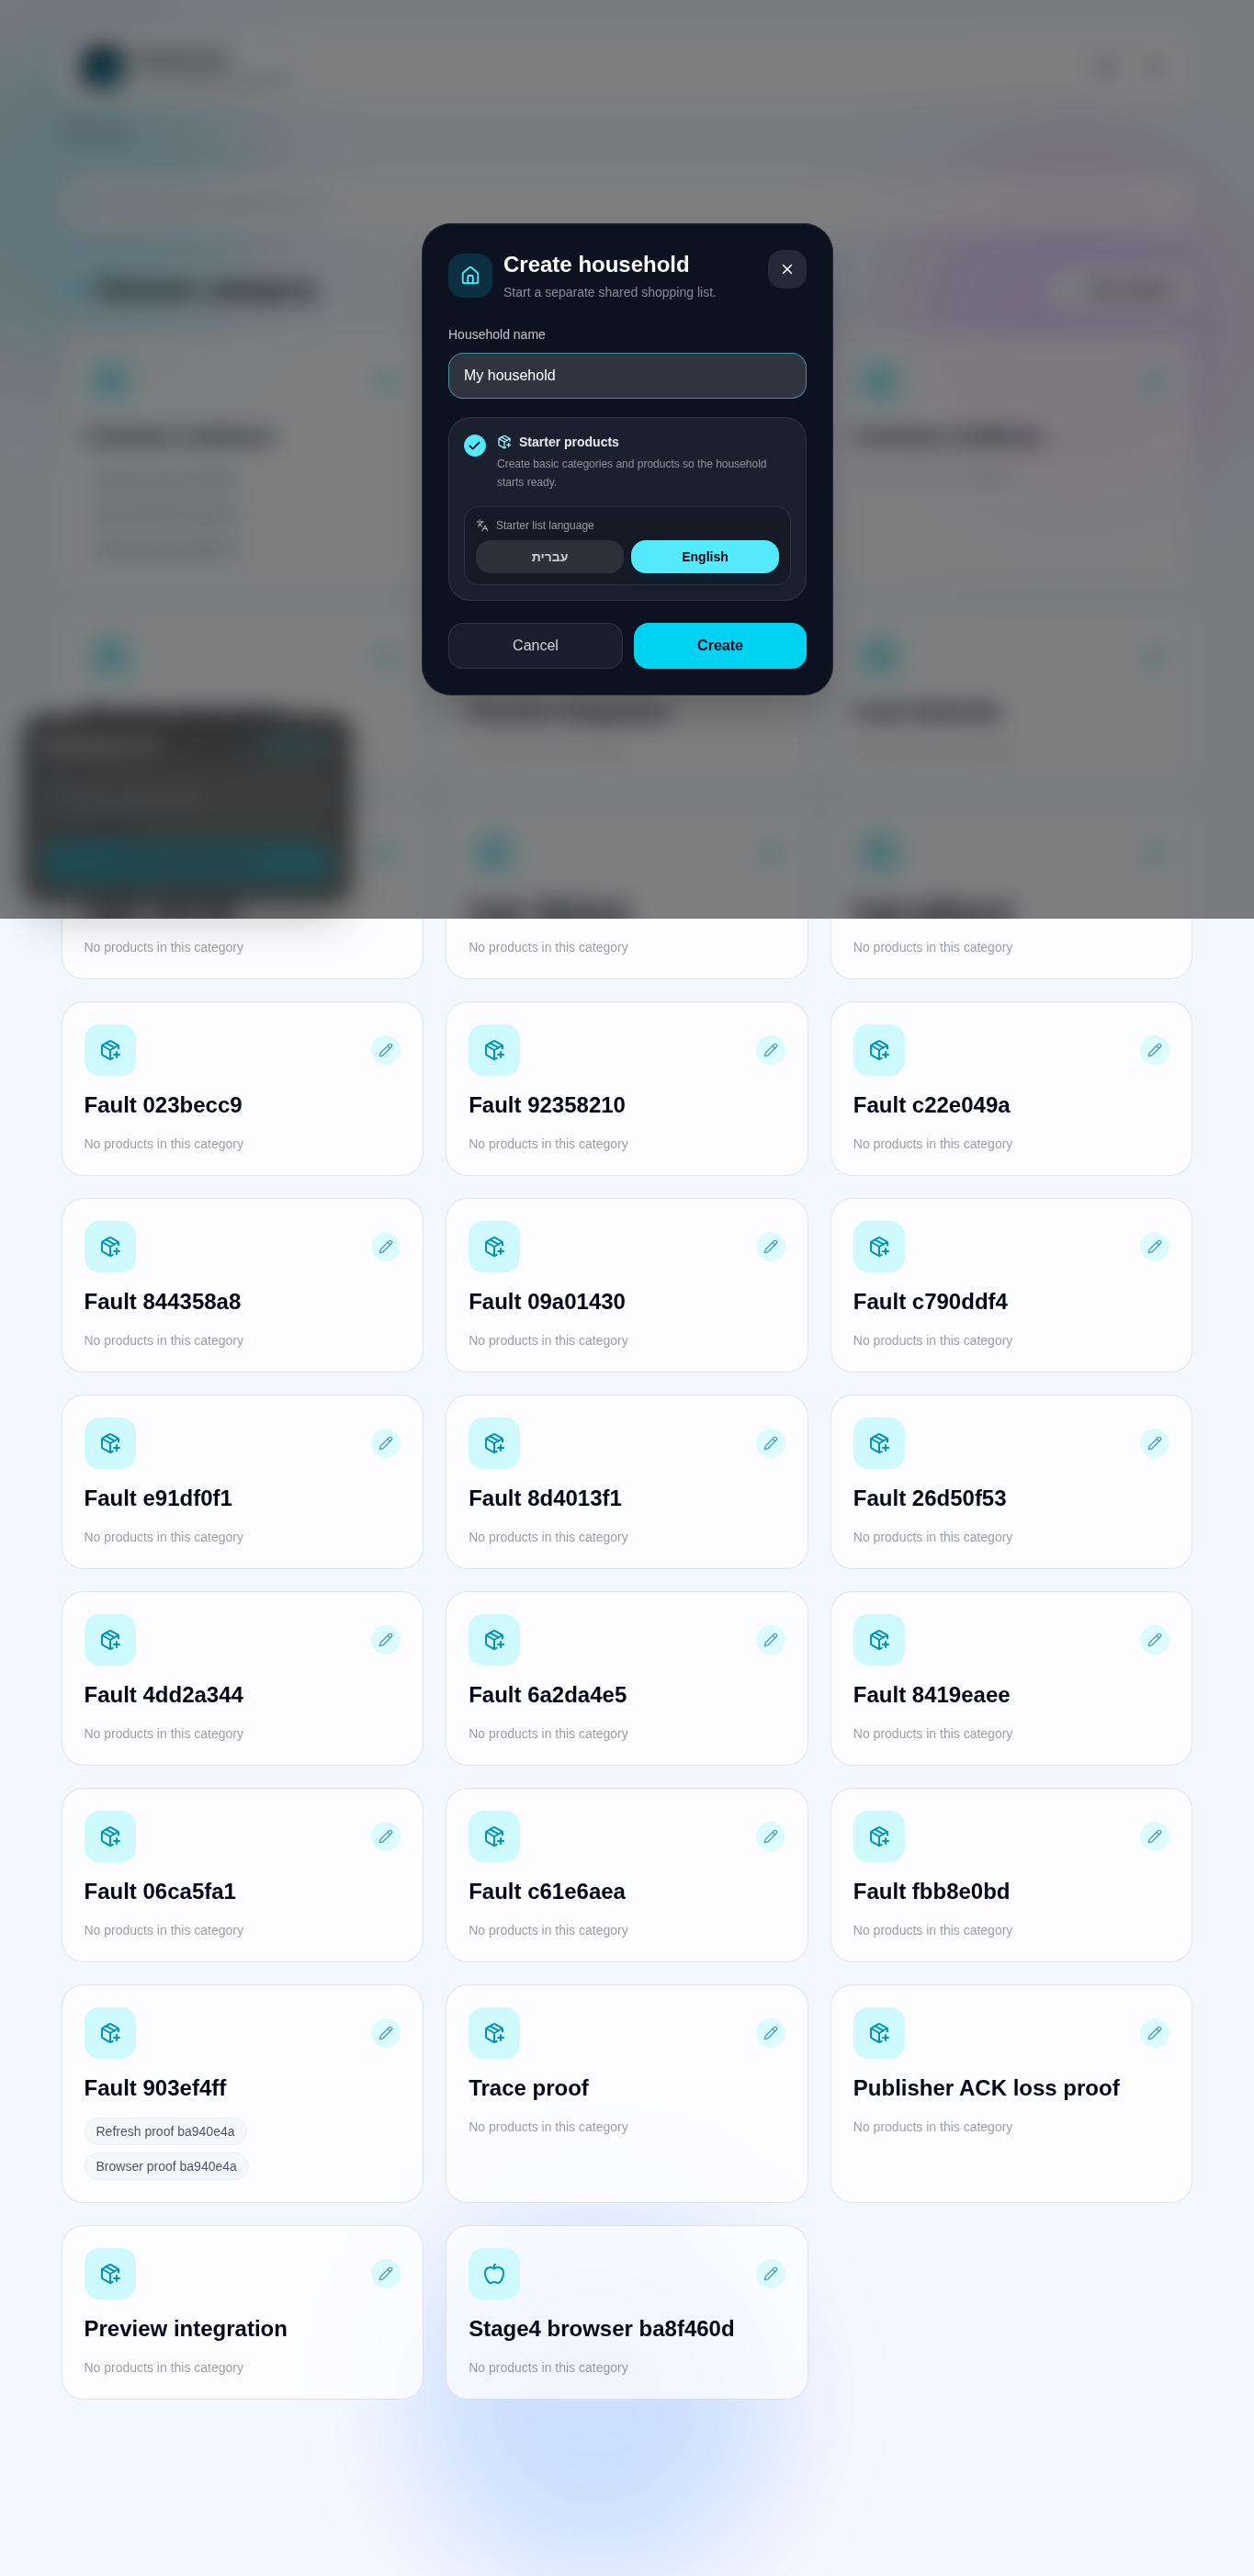 Create household
Start a separate shared shopping list.
Household name
My household
Starter products
Create basic categories and products so the household
starts ready.
Starter list language
עברית
English
Cancel
Create
No products in this category
No products in this category
No products in this category
Fault 023becc9
Fault 92358210
Fault c22e049a
No products in this category
No products in this category
No products in this category
Fault 844358a8
Fault 09a01430
Fault c790ddf4
No products in this category
No products in this category
No products in this category
Fault e91df0f1
Fault 8d4013f1
Fault 26d50f53
No products in this category
No products in this category
No products in this category
Fault 4dd2a344
Fault 6a2da4e5
Fault 8419eaee
No products in this category
No products in this category
No products in this category
Fault 06ca5fa1
Fault c61e6aea
Fault fbb8e0bd
No products in this category
No products in this category
No products in this category
Fault 903ef4ff
Trace proof
Publisher ACK loss proof
Refresh proof ba940e4a
Browser proof ba940e4a
No products in this category
No products in this category
Preview integration
Stage4 browser ba8f460d
No products in this category
No products in this category